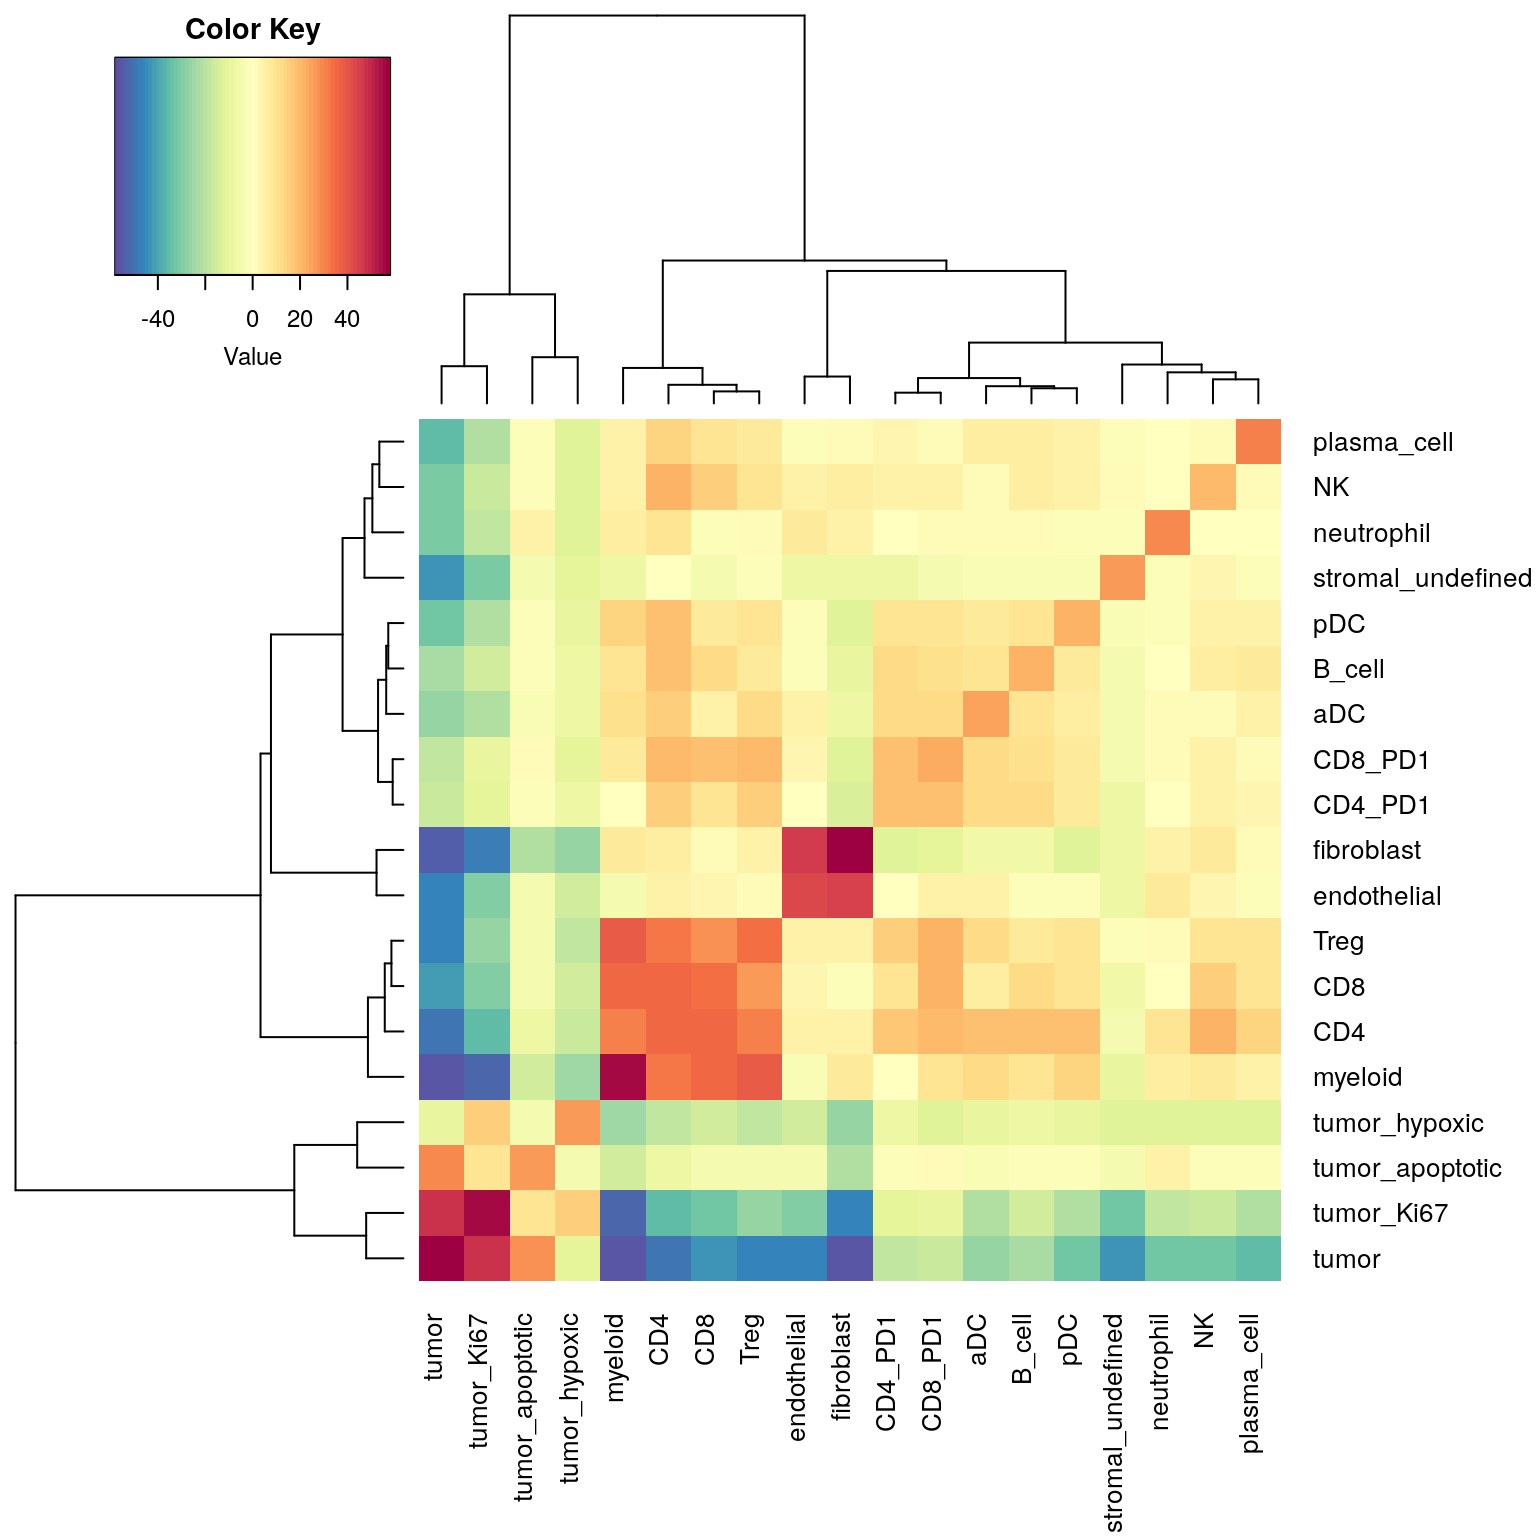 Color Key
-40 0 20 40
Value
plasma_cell
NK
neutrophil
stromal_undefined
pDC
B_cell
aDC
CD8_PD1
CD4_PD1
fibroblast
endothelial
Treg
CD8
CD4
myeloid
tumor_hypoxic
tumor_apoptotic
tumor_Ki67
tumor
tumor
tumor_Ki67
tumor_apoptotic
tumor_hypoxic
myeloid
CD4
CD8
Treg
endothelial
fibroblast
CD4_PD1
CD8_PD1
aDC
B_cell
pDC
stromal_undefined
neutrophil
NK
plasma_cell